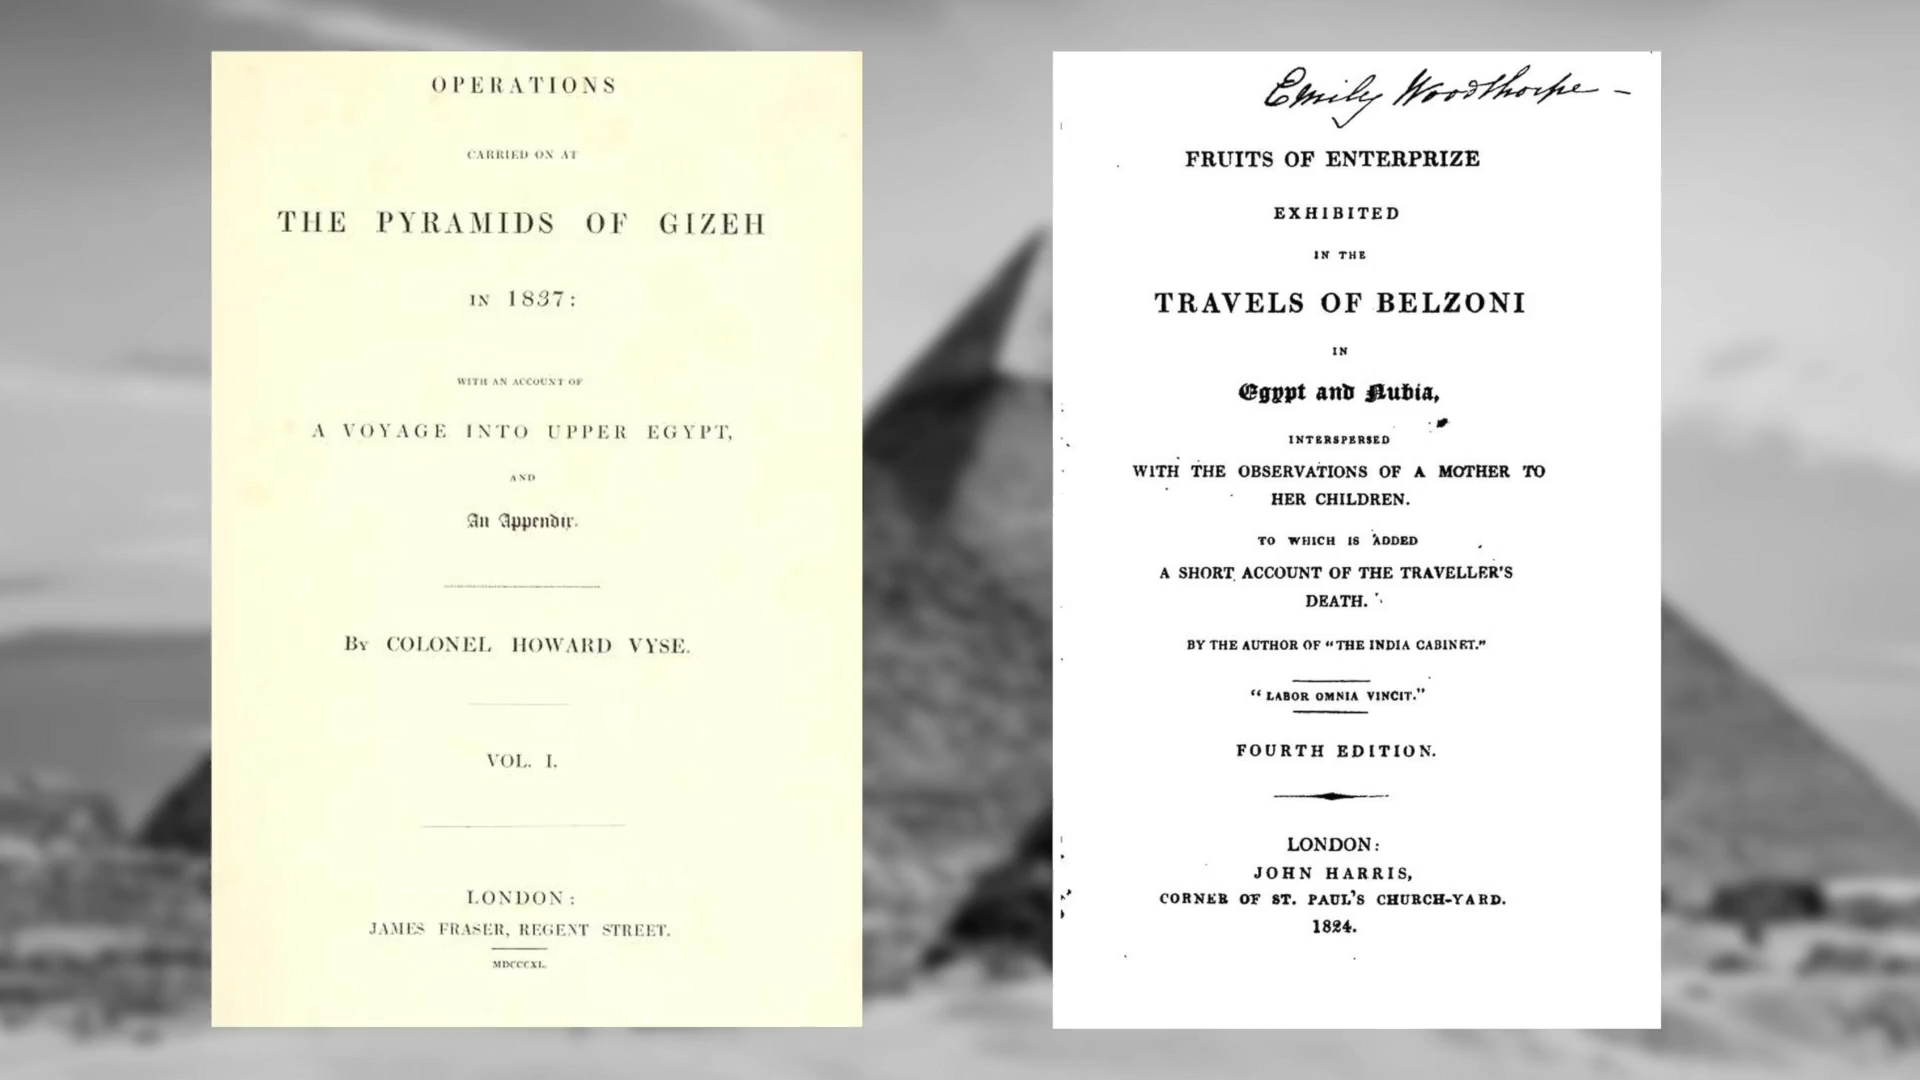 OPERATIONS
CARRIED ON AT
THE PYRAMIDS OF GIZEH
IN 1837:
WITH AN ACCOUNT OF
A VOYAGE INTO UPPER EGYPT,
AND
An Appendix.
By COLONEL HOWARD VYSE.
VOL. I.
LONDON:
JAMES FRASER, REGENT STREET.
MDCCCXL.
Emily Woodthorpe –
FRUITS OF ENTERPRIZE
EXHIBITED
IN THE
TRAVELS OF BELZONI
IN
Egypt and Nubia,
INTERSPERSED
WITH THE OBSERVATIONS OF A MOTHER TO
HER CHILDREN.
TO WHICH IS ADDED
A SHORT ACCOUNT OF THE TRAVELLER'S
DEATH.
BY THE AUTHOR OF "THE INDIA CABINET."
"LABOR OMNIA VINCIT."
FOURTH EDITION.
LONDON:
JOHN HARRIS,
CORNER OF ST. PAUL'S CHURCH-YARD.
1824.